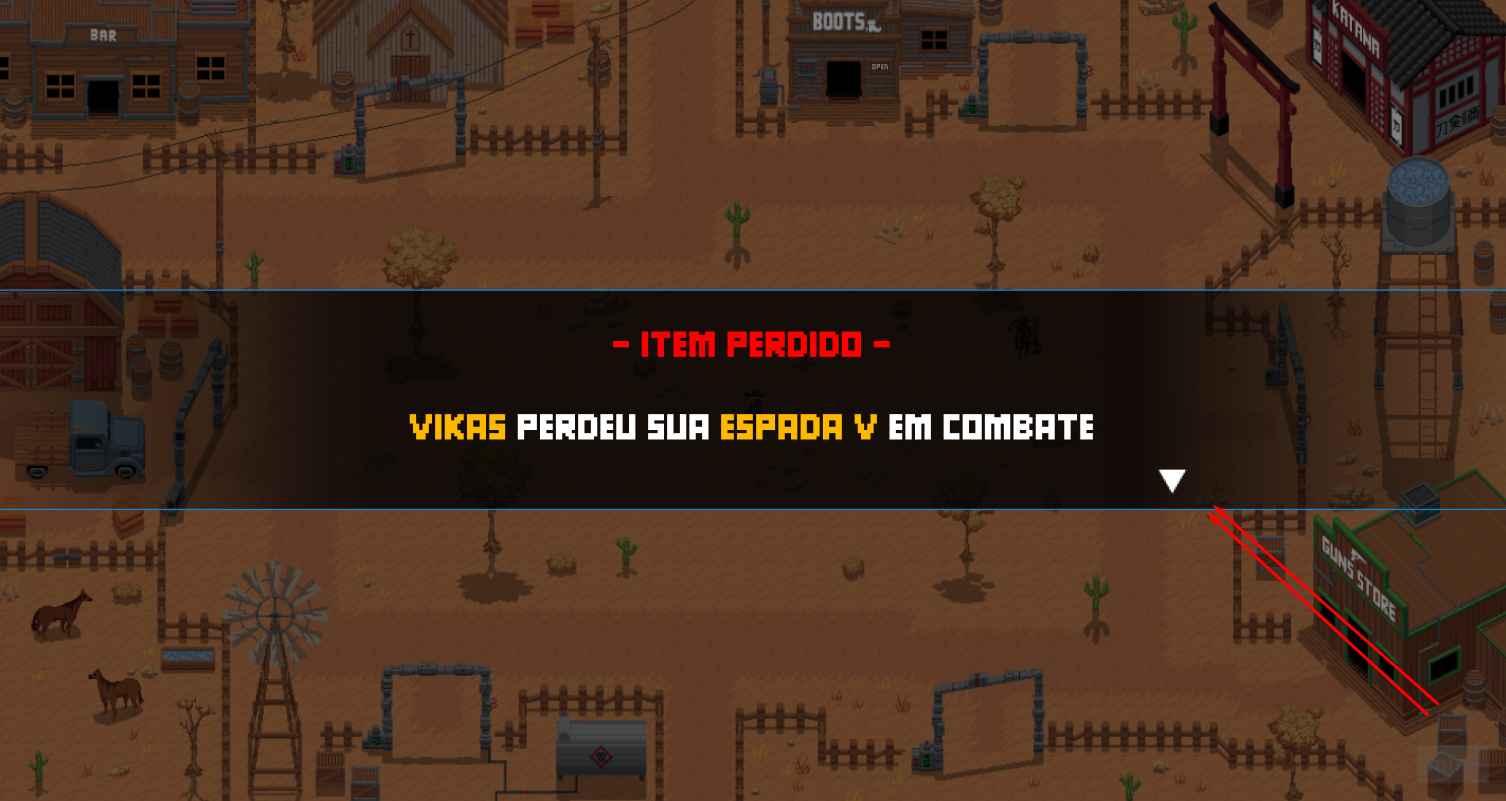 BAR
BOOTS
OPEN
KATANA
- ITEM PERDIDO -
VIKAS PERDEU SUA ESPADA V EM COMBATE
GUNS STORE